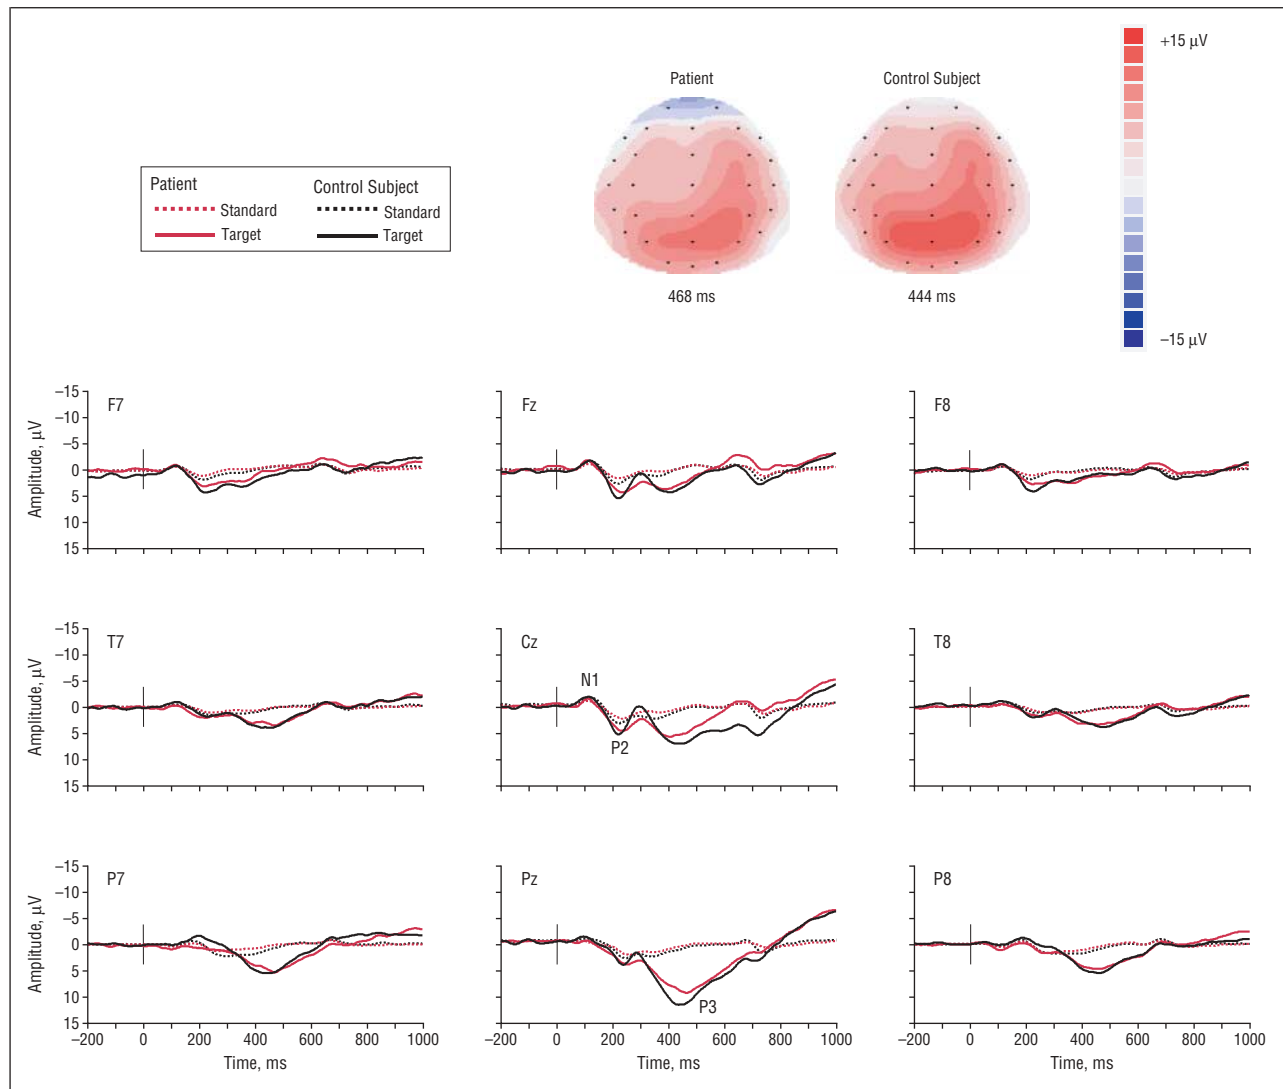 Patient Control Subject
+15 μV
Patient Control Subject
Standard Standard
Target Target
468 ms 444 ms
–15 μV
Amplitude, μV
–15
–10
–5
0
5
10
15
F7
Fz
F8
Amplitude, μV
–15
–10
–5
0
5
10
15
T7
Cz
N1
P2
T8
Amplitude, μV
–15
–10
–5
0
5
10
15
P7
Pz
P3
P8
–200 0 200 400 600 800 1000
Time, ms
–200 0 200 400 600 800 1000
Time, ms
–200 0 200 400 600 800 1000
Time, ms